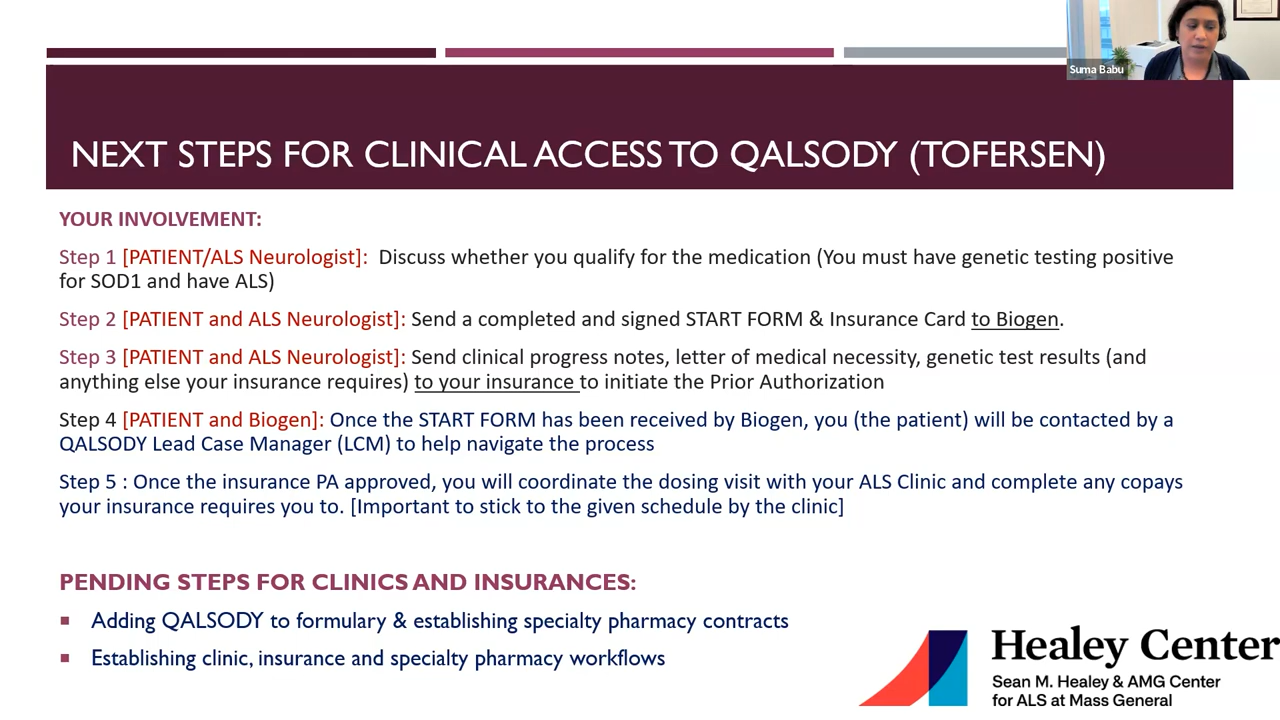 Suma Babu
NEXT STEPS FOR CLINICAL ACCESS TO QALSODY (TOFERSEN)
YOUR INVOLVEMENT:
Step 1 [PATIENT/ALS Neurologist]: Discuss whether you qualify for the medication (You must have genetic testing positive
for SOD1 and have ALS)
Step 2 [PATIENT and ALS Neurologist]: Send a completed and signed START FORM & Insurance Card to Biogen.
Step 3 [PATIENT and ALS Neurologist]: Send clinical progress notes, letter of medical necessity, genetic test results (and
anything else your insurance requires) to your insurance to initiate the Prior Authorization
Step 4 [PATIENT and Biogen]: Once the START FORM has been received by Biogen, you (the patient) will be contacted by a
QALSODY Lead Case Manager (LCM) to help navigate the process
Step 5 : Once the insurance PA approved, you will coordinate the dosing visit with your ALS Clinic and complete any copays
your insurance requires you to. [Important to stick to the given schedule by the clinic]
PENDING STEPS FOR CLINICS AND INSURANCES:
Adding QALSODY to formulary & establishing specialty pharmacy contracts
Establishing clinic, insurance and specialty pharmacy workflows
Healey Center
Sean M. Healey & AMG Center
for ALS at Mass General